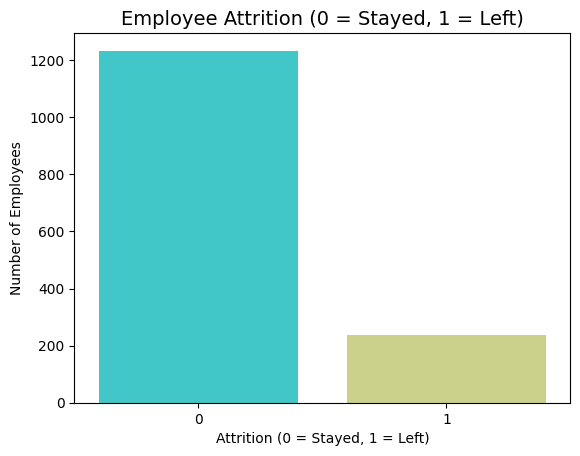 Employee Attrition (0 = Stayed, 1 = Left)
1200
1000
800
600
400
200
0
Number of Employees
0 1
Attrition (0 = Stayed, 1 = Left)